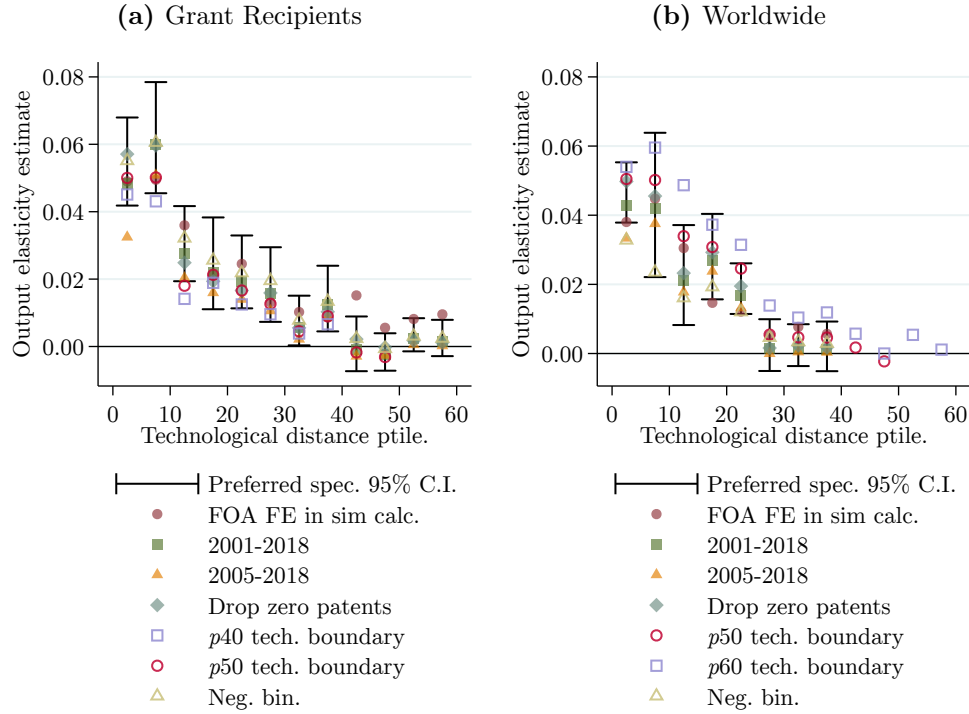 (a) Grant Recipients
Output elasticity estimate
0.08
0.06
0.04
0.02
0.00
0 10 20 30 40 50 60
Technological distance ptile.
Preferred spec. 95% C.I.
FOA FE in sim calc.
2001-2018
2005-2018
Drop zero patents
p40 tech. boundary
p50 tech. boundary
Neg. bin.
(b) Worldwide
Output elasticity estimate
0.08
0.06
0.04
0.02
0.00
0 10 20 30 40 50 60
Technological distance ptile.
Preferred spec. 95% C.I.
FOA FE in sim calc.
2001-2018
2005-2018
Drop zero patents
p50 tech. boundary
p60 tech. boundary
Neg. bin.